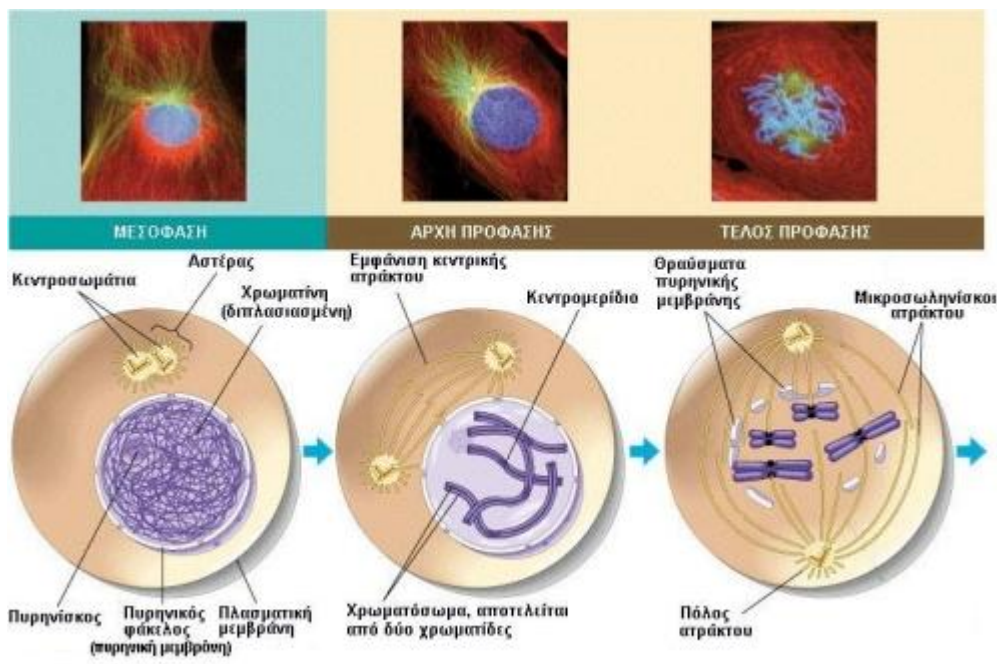 ΜΕΣΟΦΑΣΗ
ΑΡΧΗ ΠΡΟΦΑΣΗΣ
ΤΕΛΟΣ ΠΡΟΦΑΣΗΣ
Κεντροσωμάτια
Αστέρας
Χρωματίνη
(διπλασιασμένη)
Πυρηνίσκος
Πυρηνικός
φάκελος
(πυρηνική μεμβράνη)
Πλασματική
μεμβράνη
Εμφάνιση κεντρικής
ατράκτου
Κεντρομερίδιο
Χρωματόσωμα, αποτελείται
από δύο χρωματίδες
Θραύσματα
πυρηνικής
μεμβράνης
Μικροσωληνίσκοι
ατράκτου
Πόλος
ατράκτου